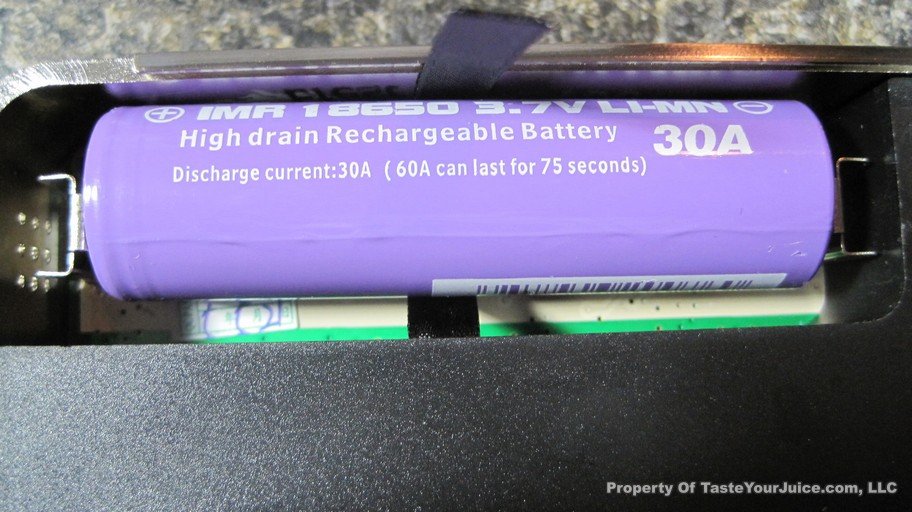 IMR 18650 3.7V LI-MN
High drain Rechargeable Battery 30A
Discharge current:30A ( 60A can last for 75 seconds)
Property Of TasteYourJuice.com, LLC